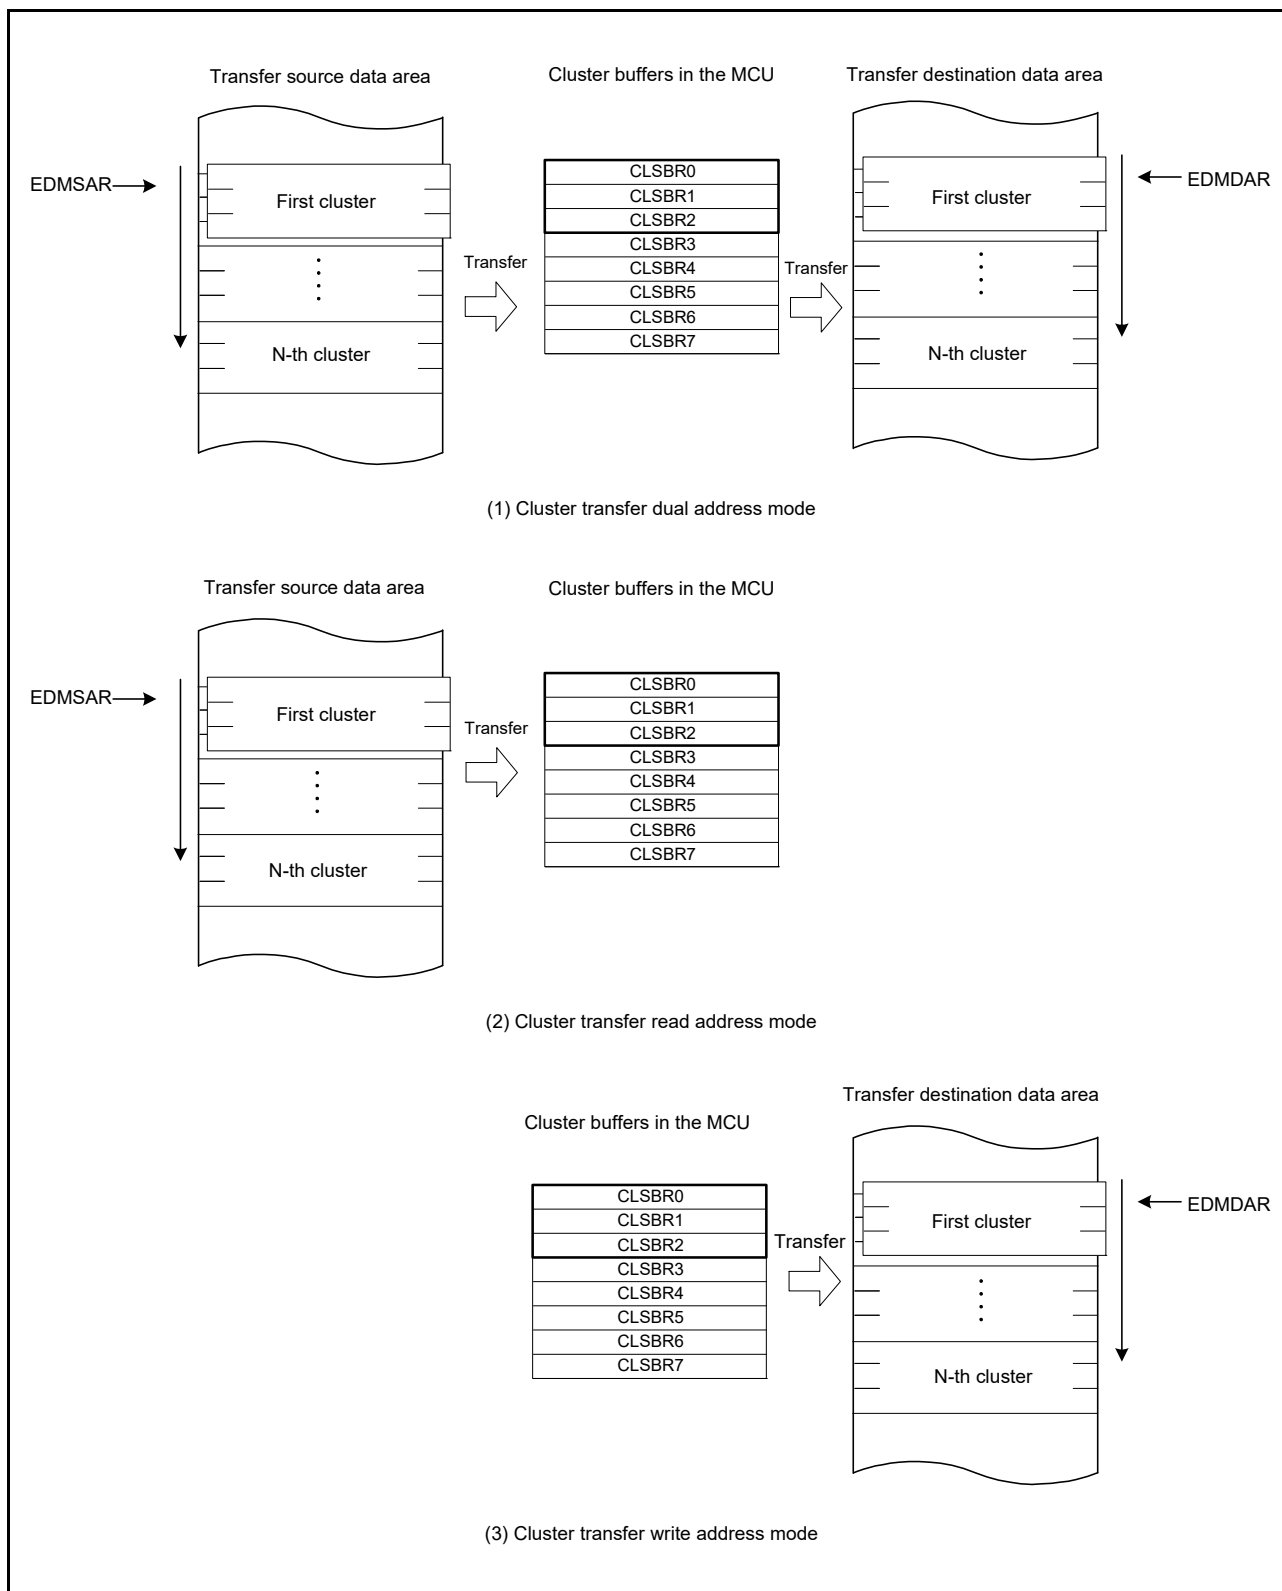 Transfer source data area
Cluster buffers in the MCU
Transfer destination data area
EDMSAR
First cluster
N-th cluster
Transfer
CLSBR0
CLSBR1
CLSBR2
CLSBR3
CLSBR4
CLSBR5
CLSBR6
CLSBR7
Transfer
First cluster
N-th cluster
EDMDAR
(1) Cluster transfer dual address mode
Transfer source data area
Cluster buffers in the MCU
EDMSAR
First cluster
N-th cluster
Transfer
CLSBR0
CLSBR1
CLSBR2
CLSBR3
CLSBR4
CLSBR5
CLSBR6
CLSBR7
(2) Cluster transfer read address mode
Cluster buffers in the MCU
Transfer destination data area
CLSBR0
CLSBR1
CLSBR2
CLSBR3
CLSBR4
CLSBR5
CLSBR6
CLSBR7
Transfer
First cluster
N-th cluster
EDMDAR
(3) Cluster transfer write address mode